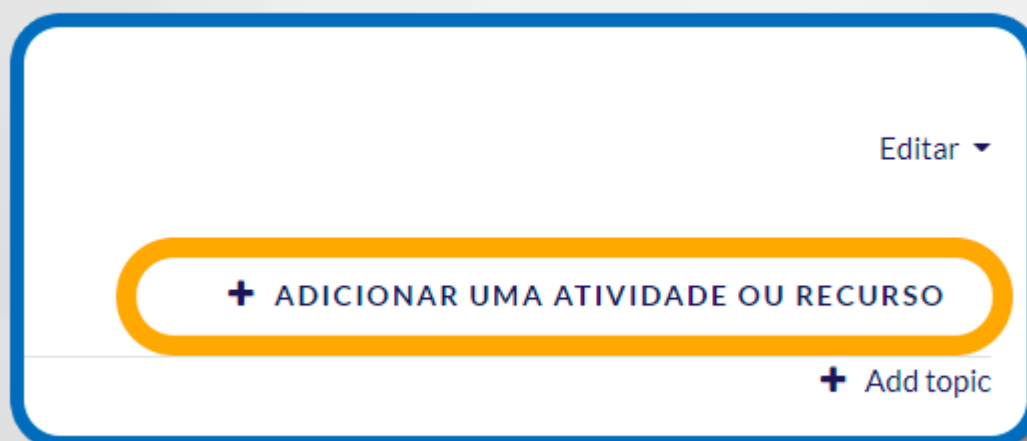 Editar
+ ADICIONAR UMA ATIVIDADE OU RECURSO
+ Add topic